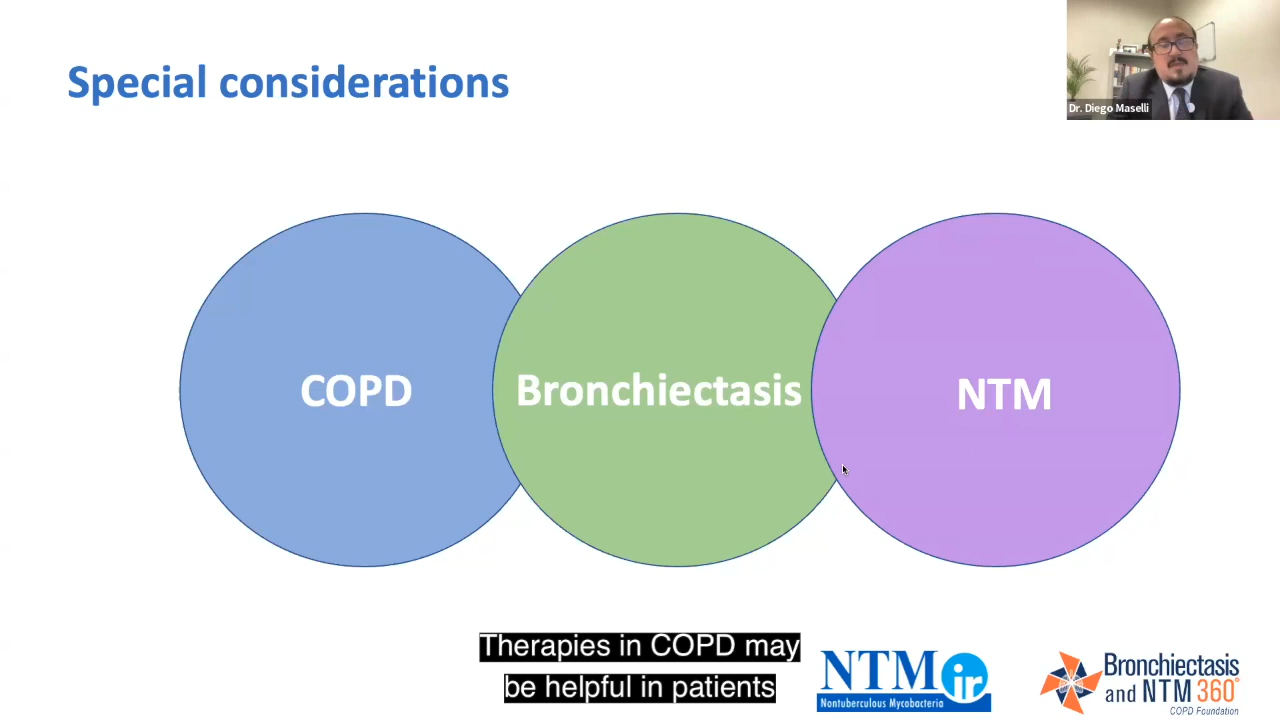 Special considerations
Dr. Diego Maselli
COPD
Bronchiectasis
NTM
Therapies in COPD may
be helpful in patients
NTM ir
Nontuberculous Mycobacteria
Bronchiectasis
and NTM 360°
COPD Foundation